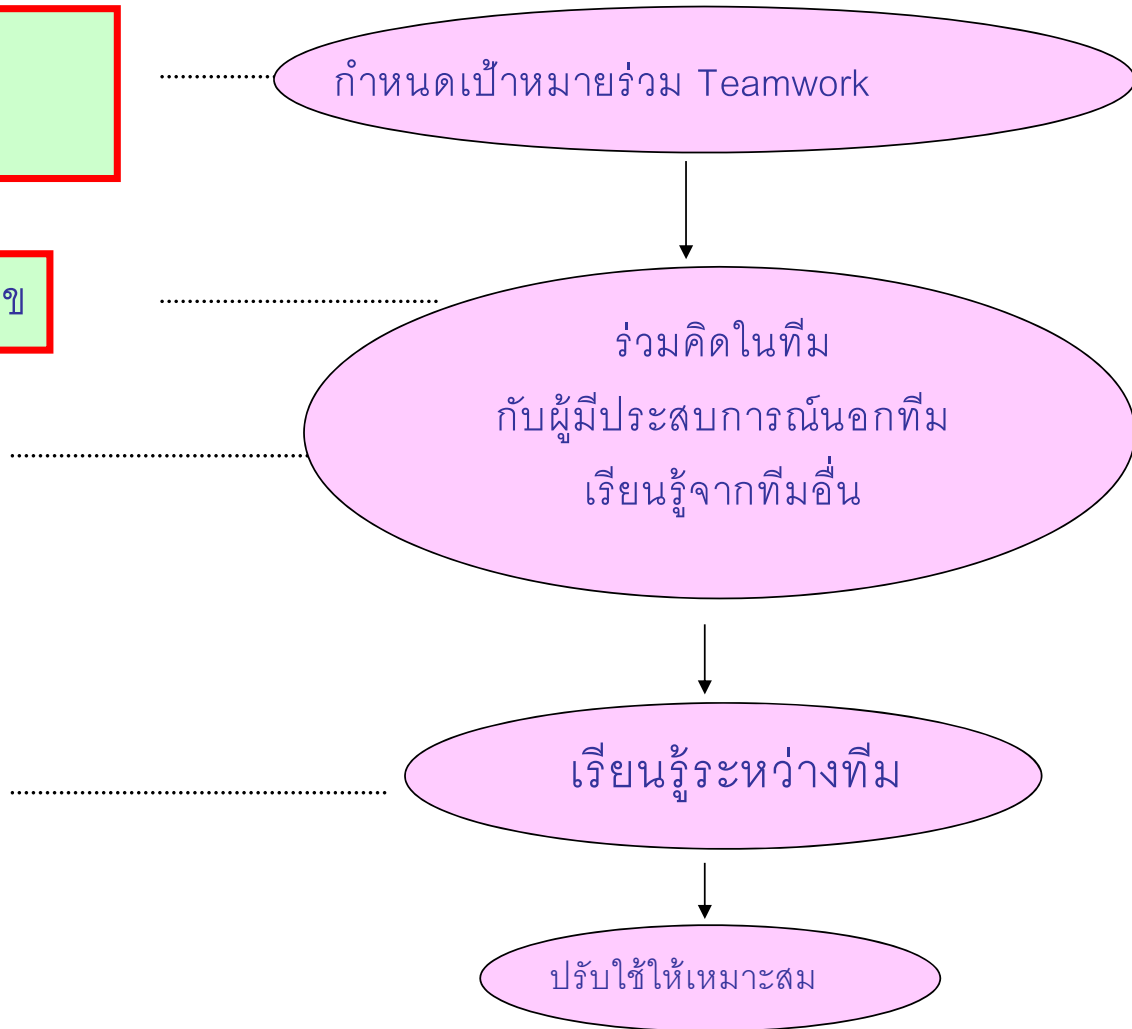 กำหนดเป้าหมายร่วม Teamwork
ข
ร่วมคิดในทีม
กับผู้มีประสบการณ์นอกทีม
เรียนรู้จากทีมอื่น
เรียนรู้ระหว่างทีม
ปรับใช้ให้เหมาะสม